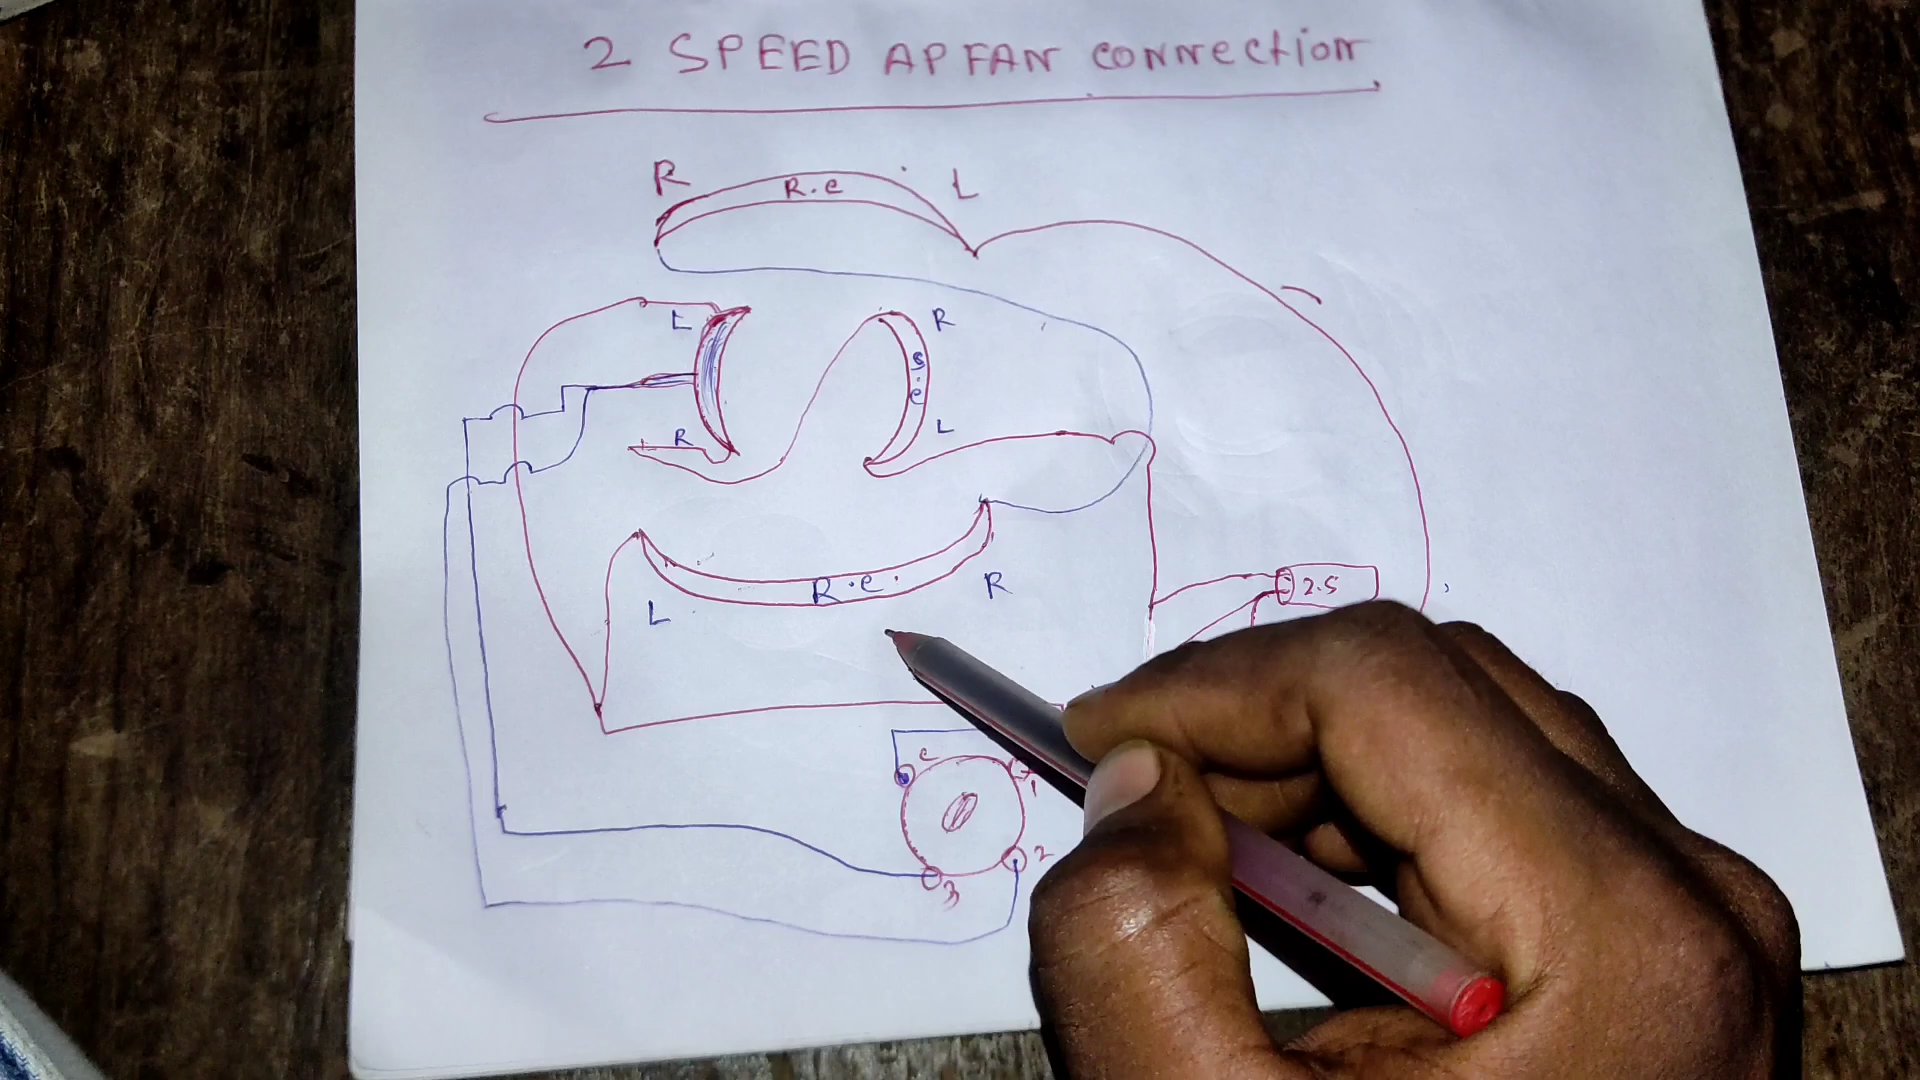 2 SPEED AP FAN connection
R R.c L
L R
S.C
R L
R.C.
L R
2.5
C
1
2
3